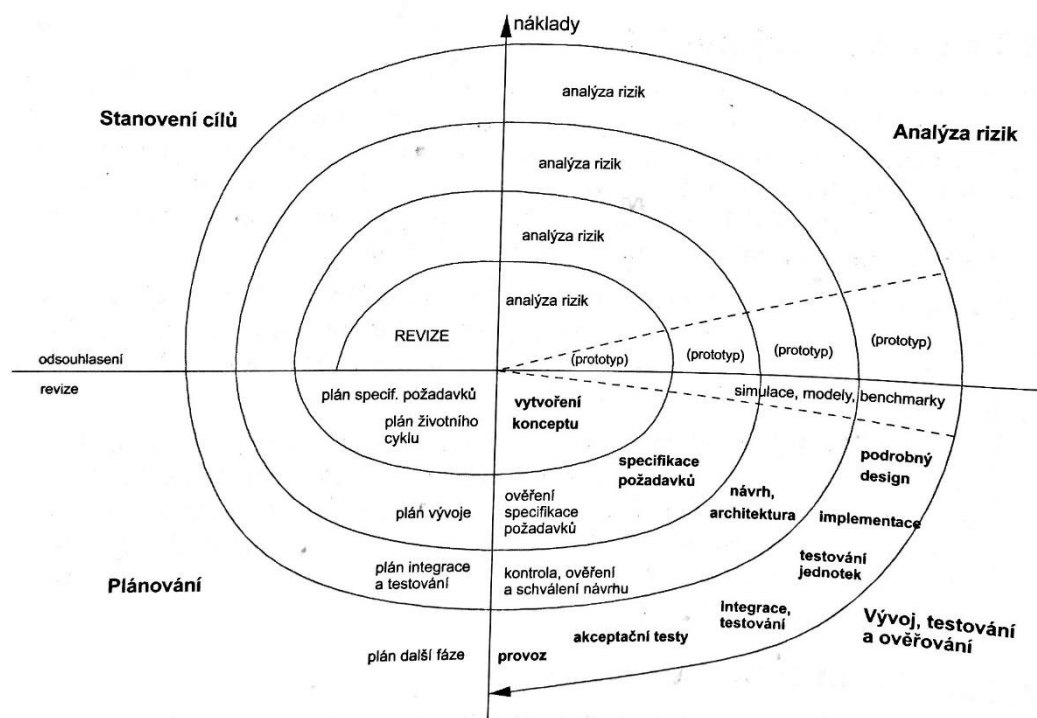 náklady
Stanovení cílů
analýza rizik
Analýza rizik
analýza rizik
analýza rizik
analýza rizik
REVIZE
odsouhlasení
revize
(prototyp)
(prototyp)
(prototyp)
(prototyp)
simulace, modely, benchmarky
plán specif. požadavků
plán životního
cyklu
vytvoření
konceptu
specifikace
požadavků
podrobný
design
plán vývoje
ověření
specifikace
požadavků
návrh,
architektura
implementace
Plánování
plán integrace
a testování
kontrola, ověření
a schválení návrhu
testování
jednotek
integrace,
testování
Vývoj, testování
a ověřování
akceptační testy
plán další fáze
provoz